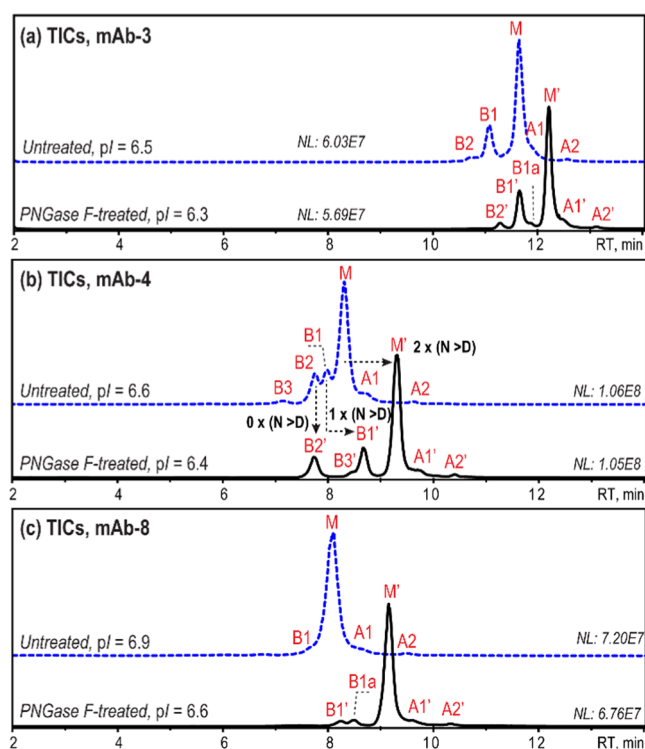 (a) TICs, mAb-3
M
M'
B1
B2
A1
A2
Untreated, pI = 6.5
NL: 6.03E7
B1a
B1'
B2'
A1'
A2'
PNGase F-treated, pI = 6.3
NL: 5.69E7
2 4 6 8 10 12 RT, min
(b) TICs, mAb-4
M
M'
2 x (N >D)
B1
B2
B3
A1
A2
Untreated, pI = 6.6
NL: 1.06E8
0 x (N >D)
1 x (N >D)
B2'
B3'
B1'
A1'
A2'
PNGase F-treated, pI = 6.4
NL: 1.05E8
2 4 6 8 10 12 RT, min
(c) TICs, mAb-8
M
M'
B1
A1
A2
Untreated, pI = 6.9
NL: 7.20E7
B1a
B1'
A1'
A2'
PNGase F-treated, pI = 6.6
NL: 6.76E7
2 4 6 8 10 12 RT, min